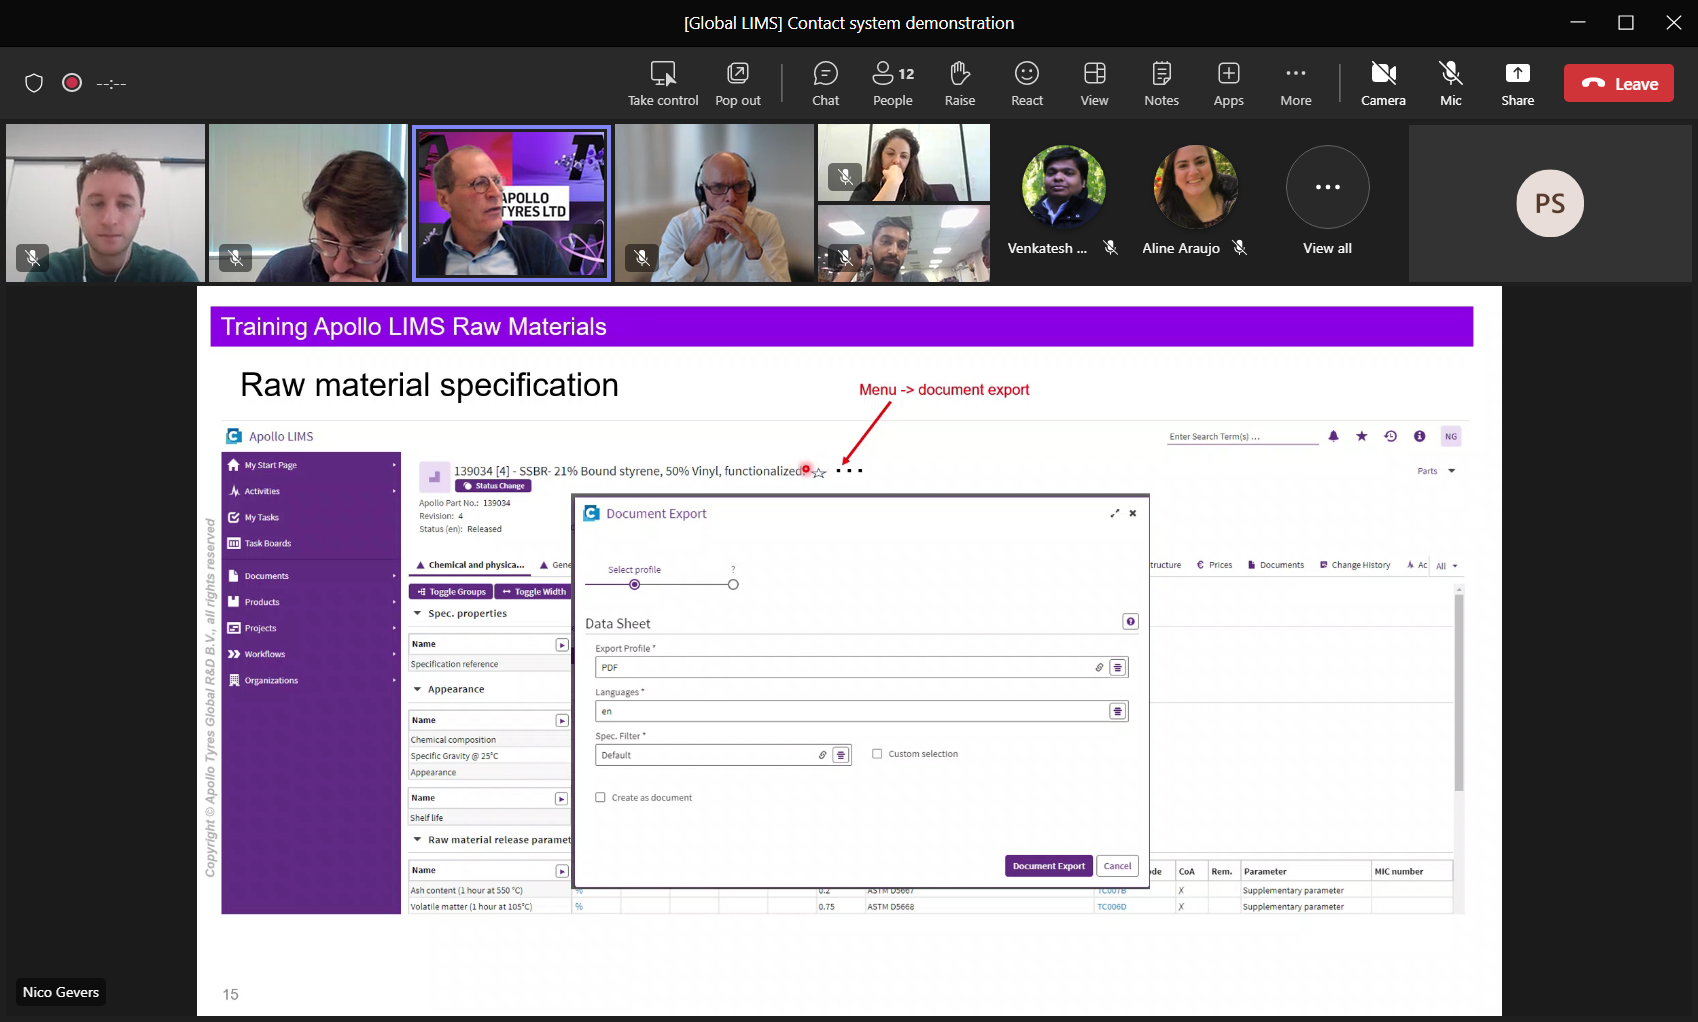 [Global LIMS] Contact system demonstration
--:--
Take control
Pop out
Chat
12
People
Raise
React
View
Notes
Apps
More
Camera
Mic
Share
Leave
APOLLO
TYRES LTD
Venkatesh ...
Aline Araujo
View all
PS
Training Apollo LIMS Raw Materials
Raw material specification
Menu -> document export
Apollo LIMS
Enter Search Term(s) ...
NG
My Start Page
Activities
My Tasks
Task Boards
Documents
Products
Projects
Workflows
Organizations
139034 [4] - SSBR- 21% Bound styrene, 50% Vinyl, functionalized
Parts
Status Change
Apollo Part No.: 139034
Revision: 4
Status (en): Released
Chemical and physica...
Gene
tructure
Prices
Documents
Change History
Ac
All
Toggle Groups
Toggle Width
Spec. properties
Name
Specification reference
Appearance
Name
Chemical composition
Specific Gravity @ 25°C
Appearance
Name
Shelf life
Raw material release paramet
Document Export
Select profile
?
Data Sheet
Export Profile *
PDF
Languages *
en
Spec. Filter *
Default
Custom selection
Create as document
Document Export
Cancel
Name
de
CoA
Rem.
Parameter
MIC number
Ash content (1 hour at 550 °C) % 0.2 ASTM D5667 TC007B X Supplementary parameter
Volatile matter (1 hour at 105°C) % 0.75 ASTM D5668 TC006D X Supplementary parameter
Copyright © Apollo Tyres Global R&D B.V., all rights reserved
15
Nico Gevers